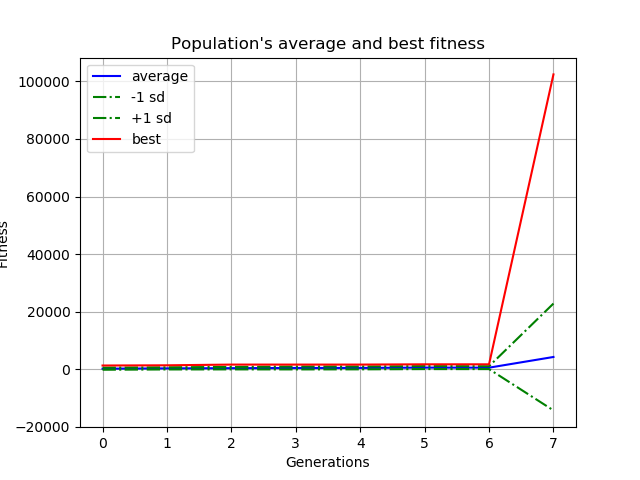 Population's average and best fitness
average
-1 sd
+1 sd
best
100000
80000
60000
40000
20000
0
−20000
Fitness
0 1 2 3 4 5 6 7
Generations